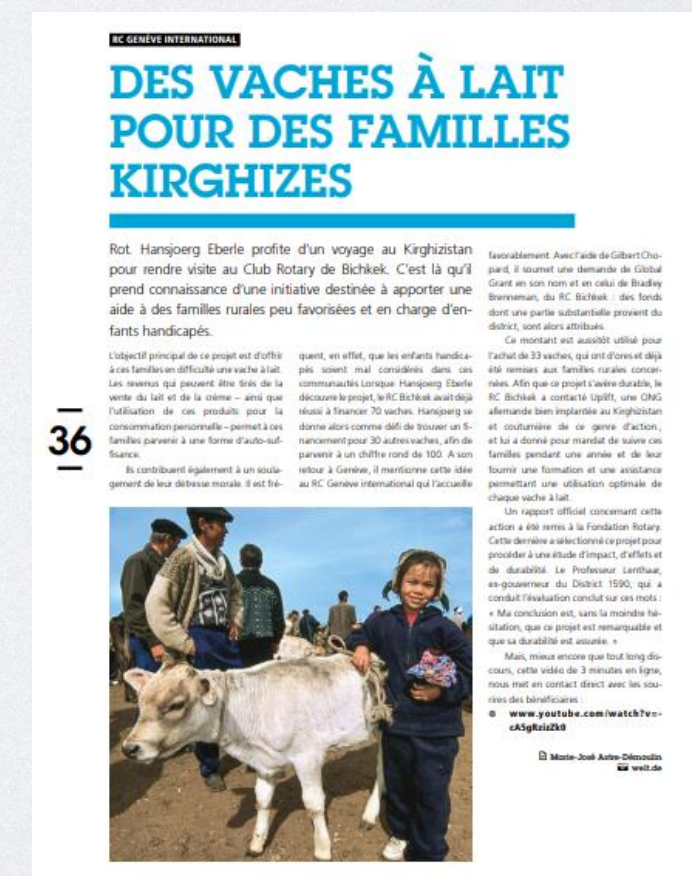 RC GENÈVE INTERNATIONAL
DES VACHES À LAIT
POUR DES FAMILLES
KIRGHIZES
Rot. Hansjoerg Eberle profite d'un voyage au Kirghizistan
pour rendre visite au Club Rotary de Bichkek. C'est là qu'il
prend connaissance d'une initiative destinée à apporter une
aide à des familles rurales peu favorisées et en charge d'en-
fants handicapés.
L'objectif principal de ce projet est d'offrir
à ces familles en difficulté une vache à lait.
Les revenus qui peuvent être tirés de la
vente du lait et de la crème – ainsi que
l'utilisation de ces produits pour la
consommation personnelle – permet à ces
familles parvenir à une forme d'auto-suf-
fisance.
Ils contribuent également à un soula-
gement de leur détresse morale. Il est fré-
quent, en effet, que les enfants handica-
pés soient mal considérés dans ces
communautés Lorsque Hansjoerg Eberle
découvre le projet, le RC Bichkek avait déjà
réussi à financer 70 vaches. Hansjoerg se
donne alors comme défi de trouver un fi-
nancement pour 30 autres vaches, afin de
parvenir à un chiffre rond de 100. A son
retour à Genève, il mentionne cette idée
au RC Genève international qui l'accueille
favorablement. Avec l'aide de Gilbert Cho-
pard, il soumet une demande de Global
Grant en son nom et en celui de Bradley
Brenneman, du RC Bichkek : des fonds
dont une partie substantielle provient du
district, sont alors attribués.
Ce montant est aussitôt utilisé pour
l'achat de 33 vaches, qui ont d'ores et déjà
été remises aux familles rurales concer-
nées. Afin que ce projet s'avère durable, le
RC Bichkek a contacté Uplift, une ONG
allemande bien implantée au Kirghizistan
et coutumière de ce genre d'action.,
et lui a donné pour mandat de suivre ces
familles pendant une année et de leur
fournir une formation et une assistance
permettant une utilisation optimale de
chaque vache à lait.
Un rapport officiel concernant cette
action a été remis à la Fondation Rotary.
Cette dernière a sélectionné ce projet pour
procéder à une étude d'impact, d'effets et
de durabilité. Le Professeur Lenthaar,
ex-gouverneur du District 1590, qui a
conduit l'évaluation conclut sur ces mots :
« Ma conclusion est, sans la moindre hé-
sitation, que ce projet est remarquable et
que sa durabilité est assurée. »
Mais, mieux encore que tout long dis-
cours, cette vidéo de 3 minutes en ligne,
nous met en contact direct avec les sou-
rires des bénéficiaires :
www.youtube.com/watch?v=-
cASgRzizZk0
Marie-José Astre-Démoulin
welt.de
36